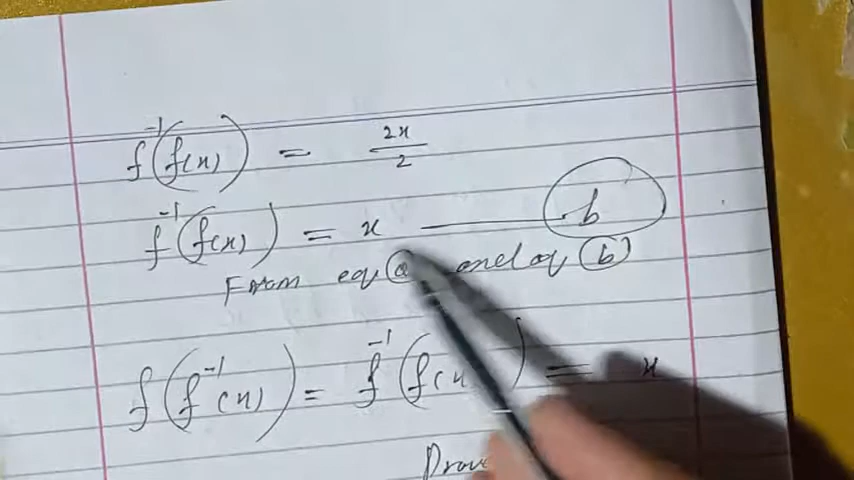 f⁻¹(f(x)) = 2x/2
f⁻¹(f(x)) = x ——— b
From eq (a) and eq (b)
f(f⁻¹(x)) = f⁻¹(f(x)) = x